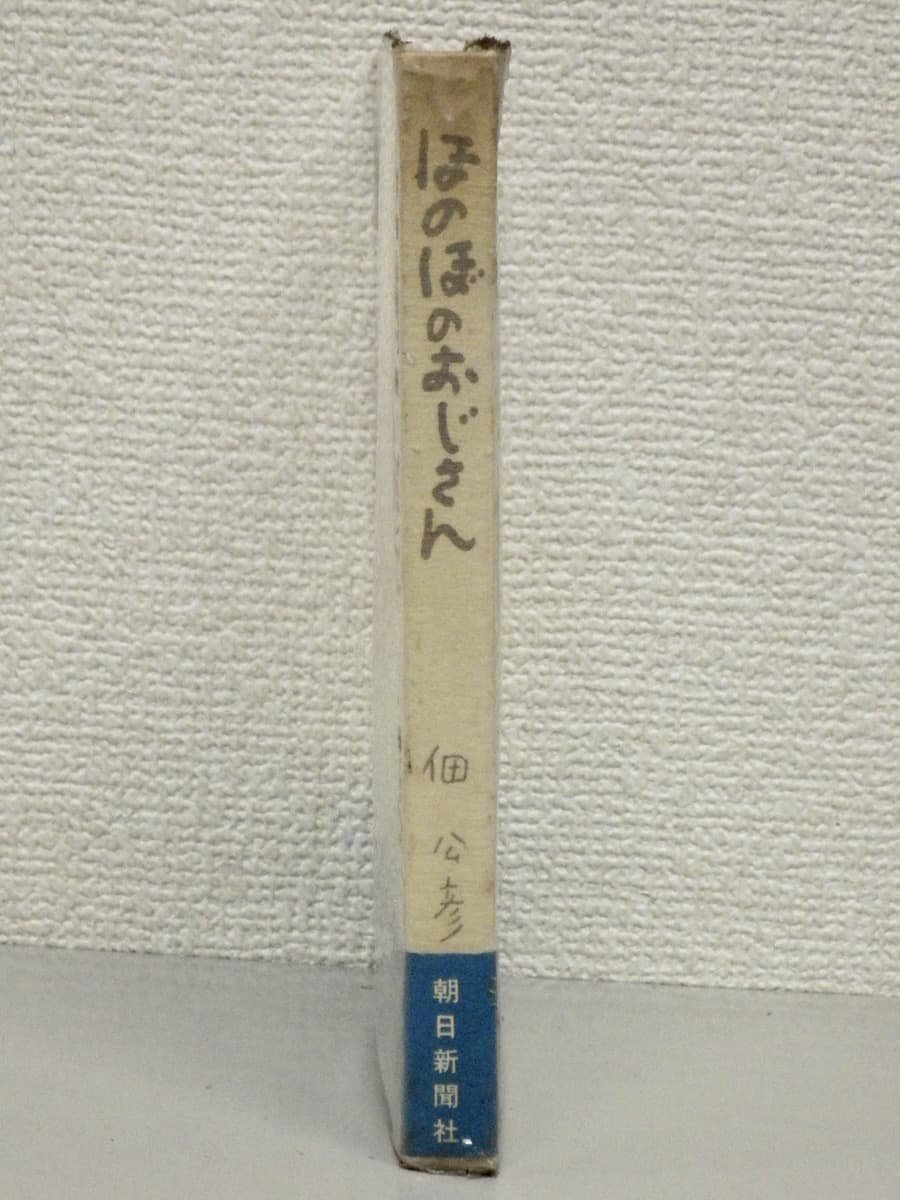 ほのぼのおじさん
佃 公彦
朝日新聞社